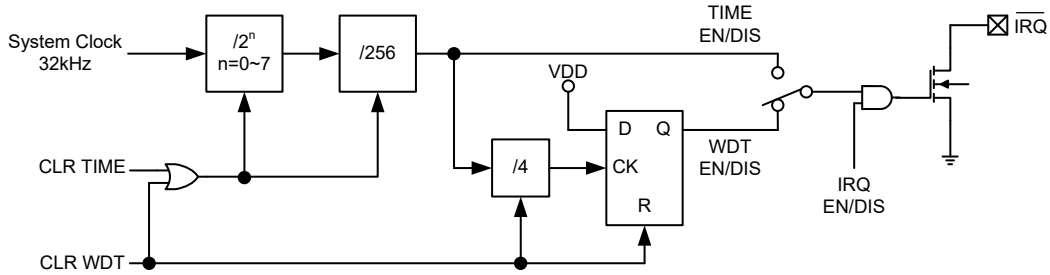 TIME
EN/DIS
I̅R̅Q̅
System Clock
32kHz
/2ⁿ
n=0~7
/256
VDD
D
Q
CK
R
WDT
EN/DIS
/4
CLR TIME
IRQ
EN/DIS
CLR WDT